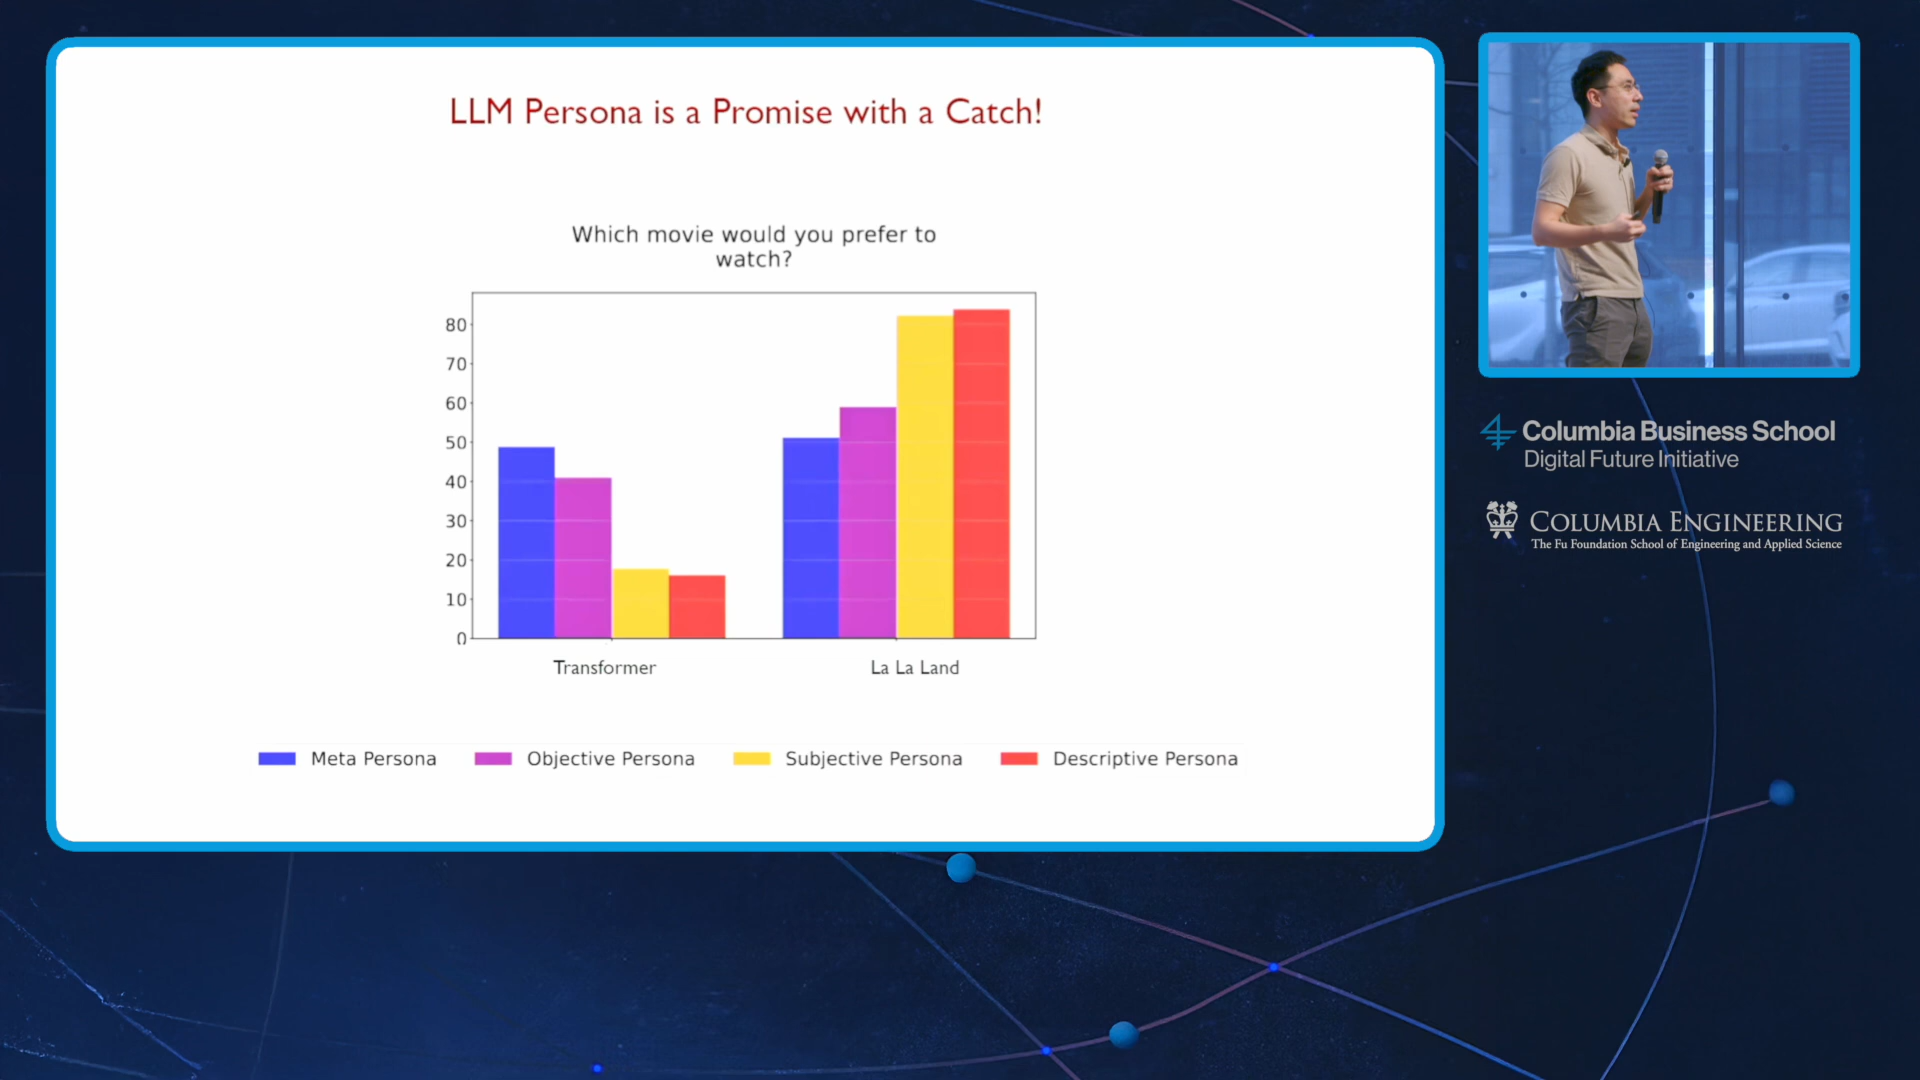 LLM Persona is a Promise with a Catch!
Which movie would you prefer to
watch?
80
70
60
50
40
30
20
10
0
Transformer
La La Land
Meta Persona
Objective Persona
Subjective Persona
Descriptive Persona
Columbia Business School
Digital Future Initiative
COLUMBIA ENGINEERING
The Fu Foundation School of Engineering and Applied Science